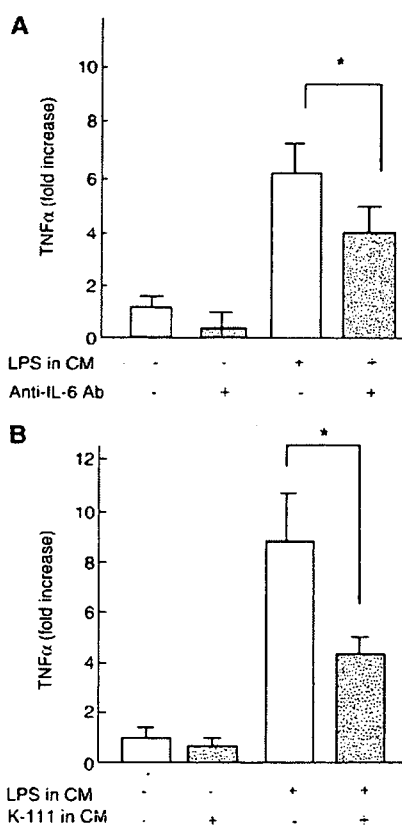 A
*
TNFα (fold increase)
10
8
6
4
2
0
LPS in CM - - + +
Anti-IL-6 Ab - + - +
B
*
TNFα (fold increase)
12
10
8
6
4
2
0
LPS in CM - - + +
K-111 in CM - + - +